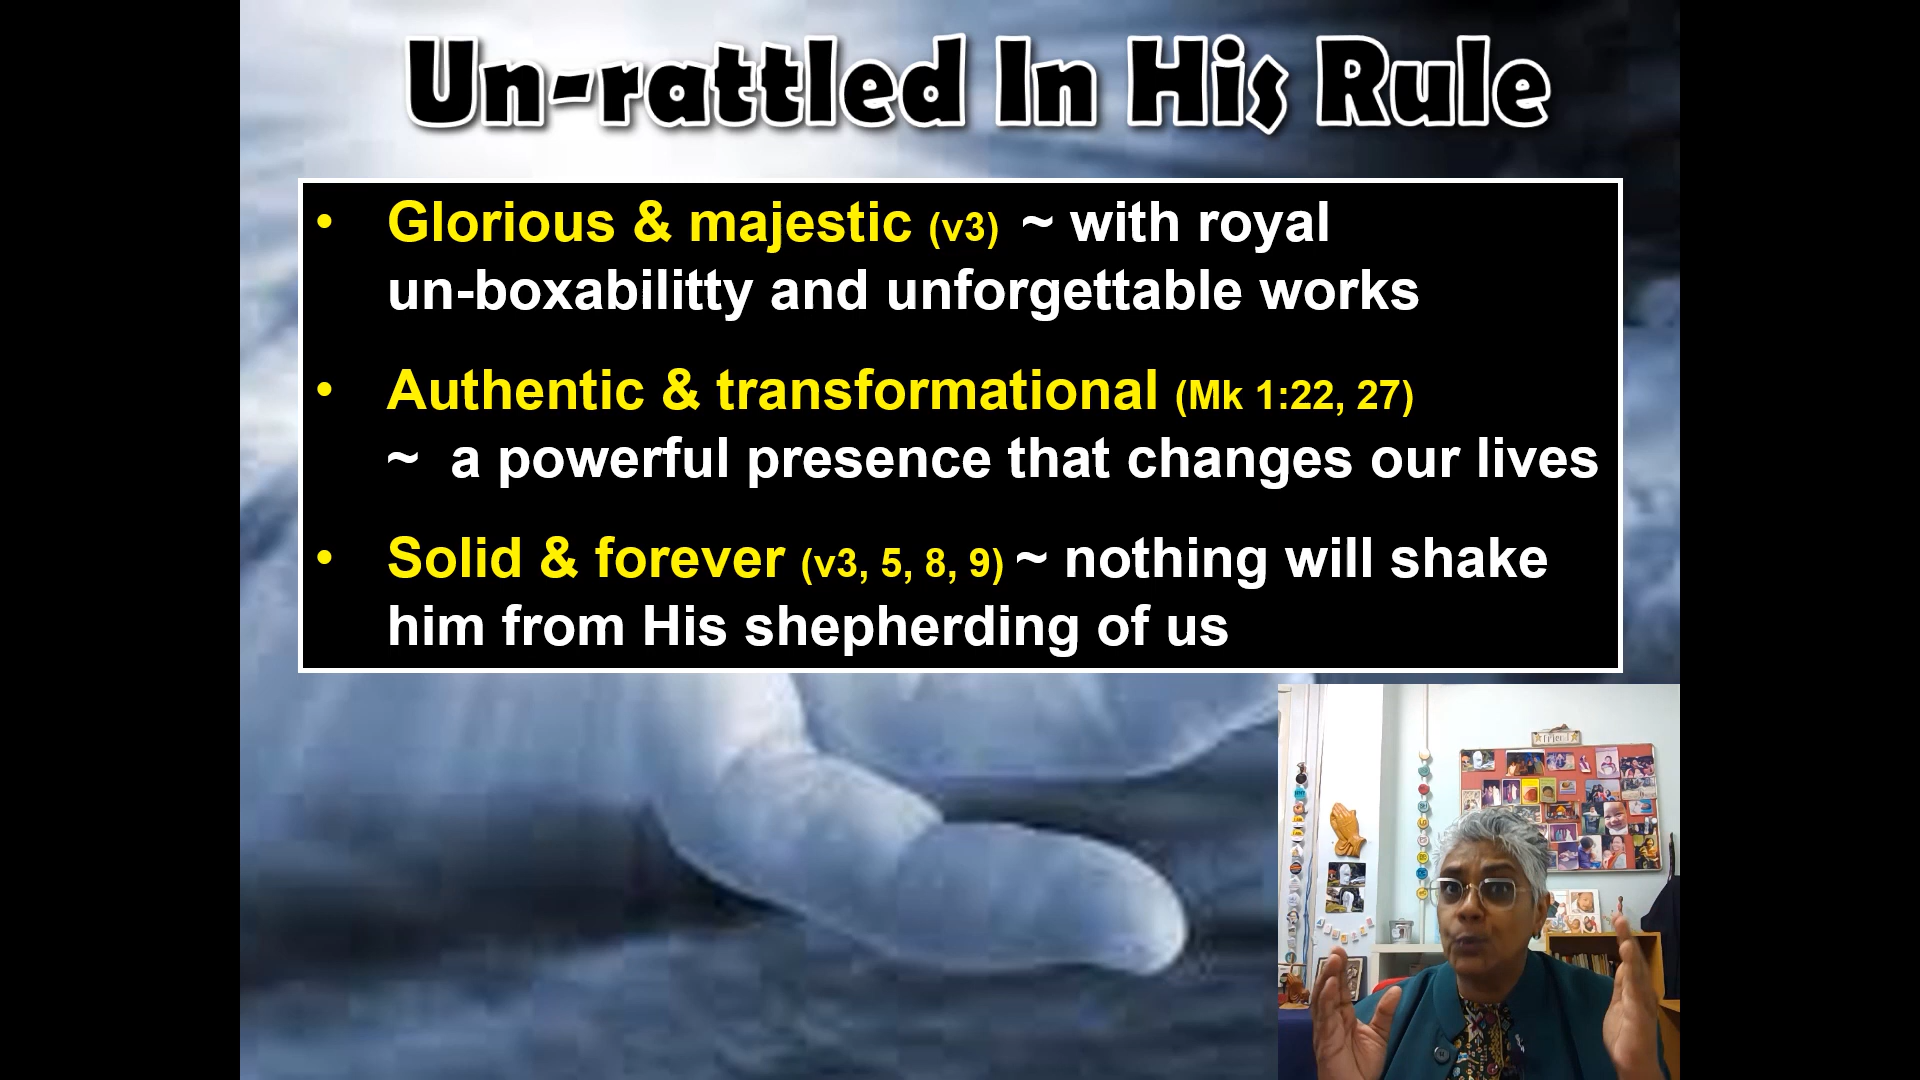 Un-rattled In His Rule
• Glorious & majestic (v3) ~ with royal
un-boxabilitty and unforgettable works
• Authentic & transformational (Mk 1:22, 27)
~ a powerful presence that changes our lives
• Solid & forever (v3, 5, 8, 9) ~ nothing will shake
him from His shepherding of us